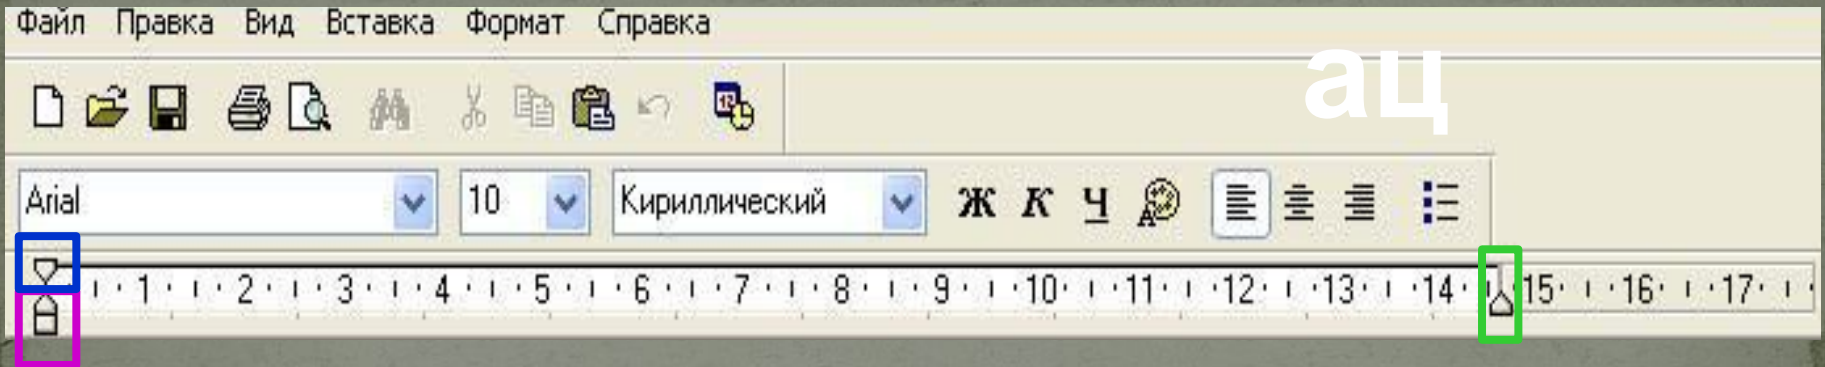 Файл Правка Вид Вставка Формат Справка
ац
12
Arial 10 Кириллический Ж К Ч А
1 2 3 4 5 6 7 8 9 10 11 12 13 14 15 16 17